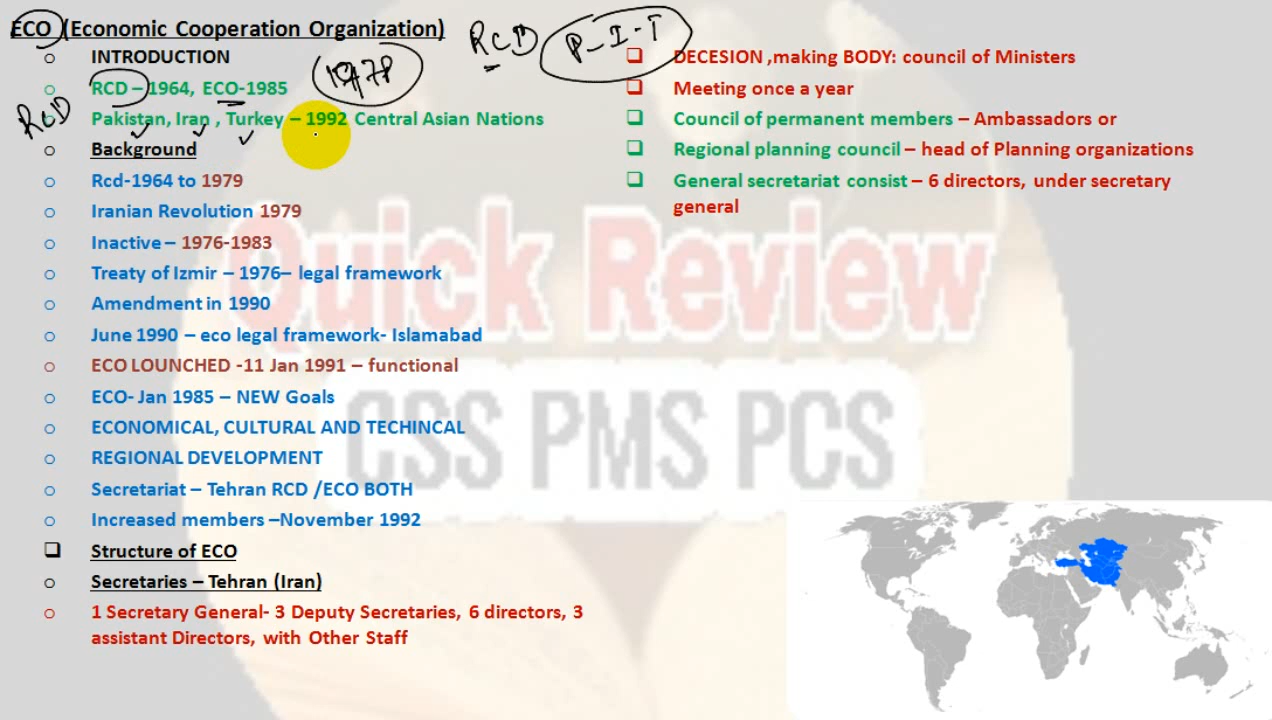 ECO (Economic Cooperation Organization)
RCD
P-I-T
INTRODUCTION
RCD – 1964, ECO-1985
1978
RCD
Pakistan, Iran , Turkey – 1992 Central Asian Nations
Background
Rcd-1964 to 1979
Iranian Revolution 1979
Inactive – 1976-1983
Treaty of Izmir – 1976– legal framework
Amendment in 1990
June 1990 – eco legal framework- Islamabad
ECO LOUNCHED -11 Jan 1991 – functional
ECO- Jan 1985 – NEW Goals
ECONOMICAL, CULTURAL AND TECHINCAL
REGIONAL DEVELOPMENT
Secretariat – Tehran RCD /ECO BOTH
Increased members –November 1992
Structure of ECO
Secretaries – Tehran (Iran)
1 Secretary General- 3 Deputy Secretaries, 6 directors, 3
assistant Directors, with Other Staff
DECESION ,making BODY: council of Ministers
Meeting once a year
Council of permanent members – Ambassadors or
Regional planning council – head of Planning organizations
General secretariat consist – 6 directors, under secretary
general
Quick Review
CSS PMS PCS